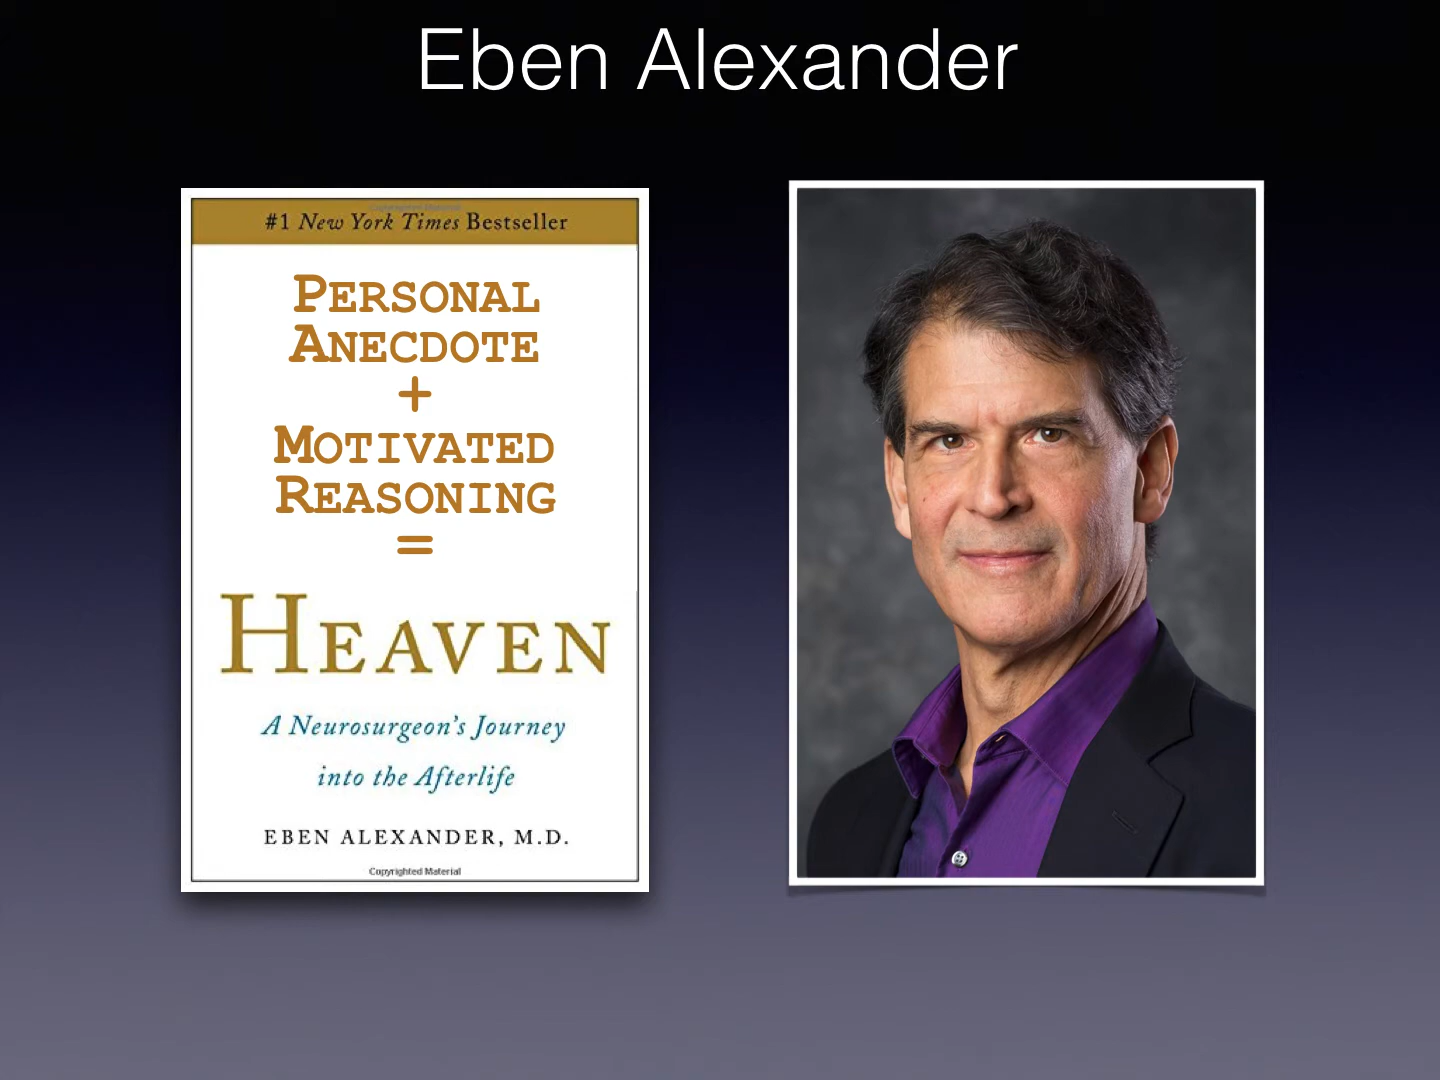 Eben Alexander
#1 New York Times Bestseller
PERSONAL
ANECDOTE
+
MOTIVATED
REASONING
=
HEAVEN
A Neurosurgeon's Journey
into the Afterlife
EBEN ALEXANDER, M.D.
Copyrighted Material